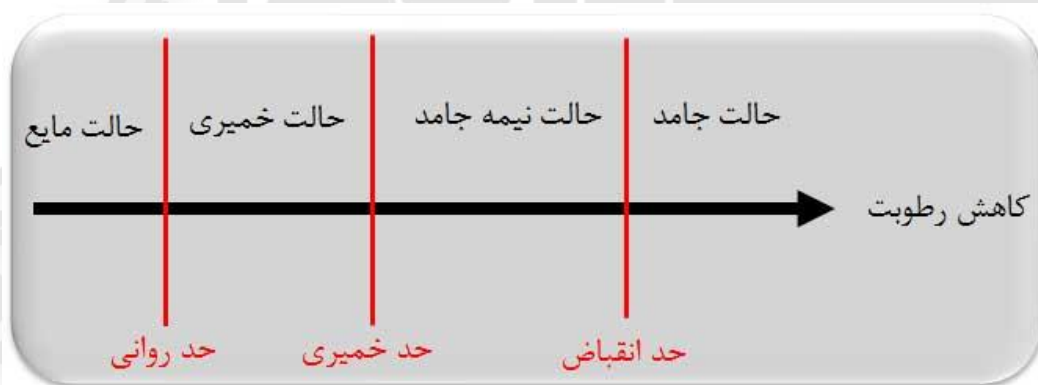 حالت جامد
حالت نیمه جامد
حالت خمیری
حالت مایع
کاهش رطوبت
حد انقباض
حد خمیری
حد روانی